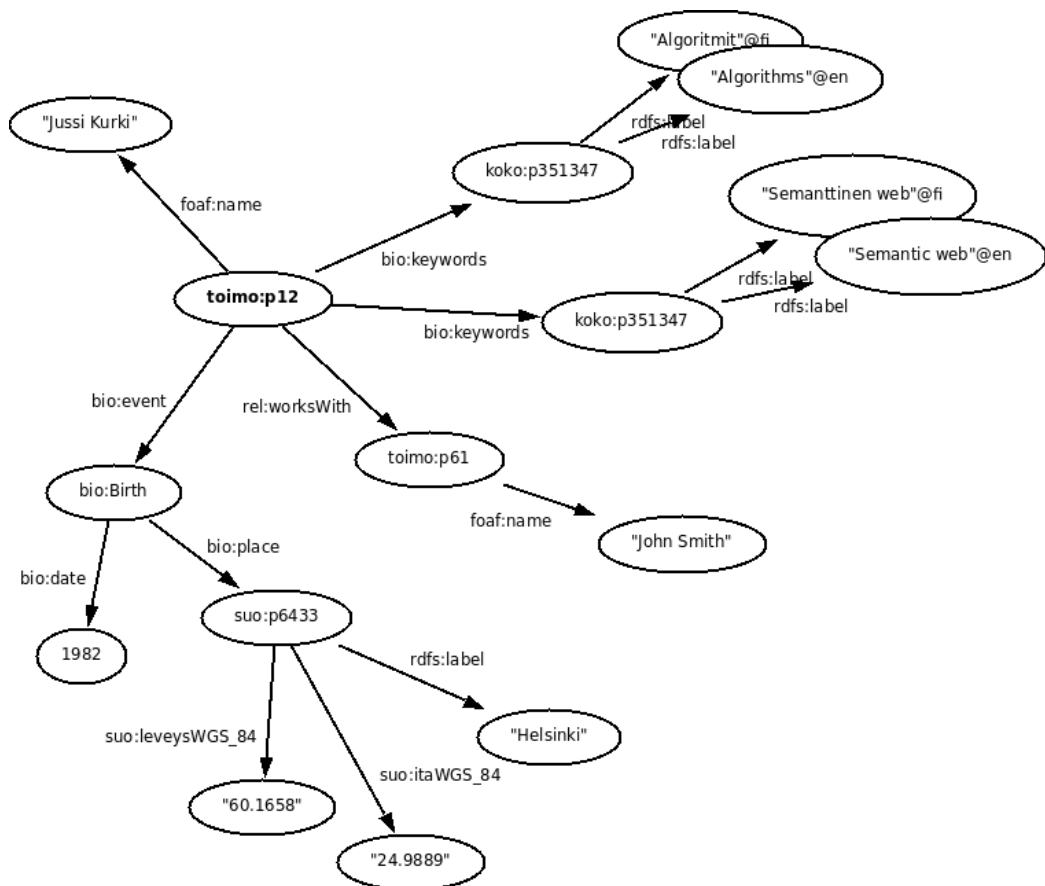 "Algoritmit"@fi
"Algorithms"@en
"Jussi Kurki"
rdfs:label
rdfs:label
koko:p351347
"Semanttinen web"@fi
foaf:name
"Semantic web"@en
bio:keywords
rdfs:label
toimo:p12
rdfs:label
koko:p351347
bio:keywords
bio:event
rel:worksWith
toimo:p61
bio:Birth
foaf:name
"John Smith"
bio:place
bio:date
suo:p6433
1982
rdfs:label
suo:leveysWGS_84
"Helsinki"
suo:itaWGS_84
"60.1658"
"24.9889"